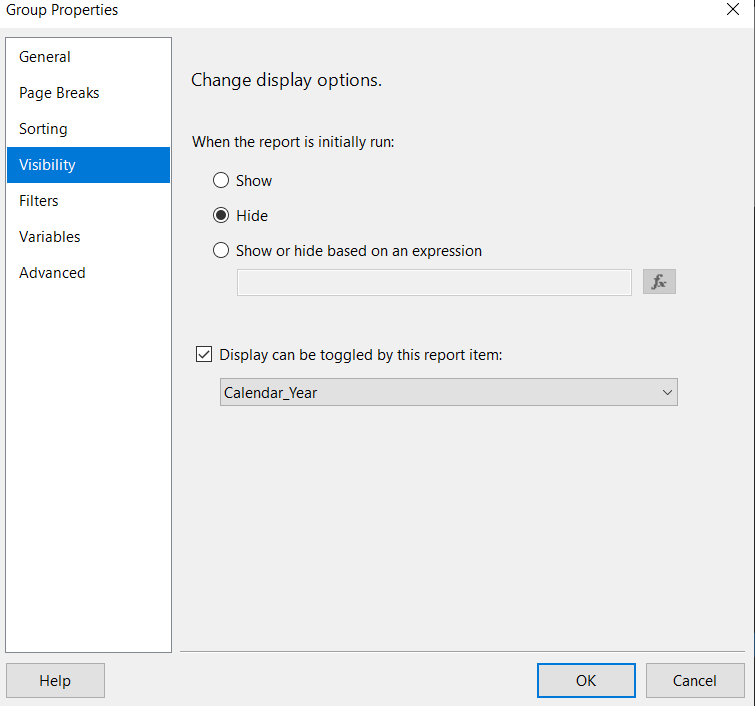 Group Properties
General
Page Breaks
Sorting
Visibility
Filters
Variables
Advanced
Change display options.
When the report is initially run:
Show
Hide
Show or hide based on an expression
fx
Display can be toggled by this report item:
Calendar_Year
Help
OK
Cancel